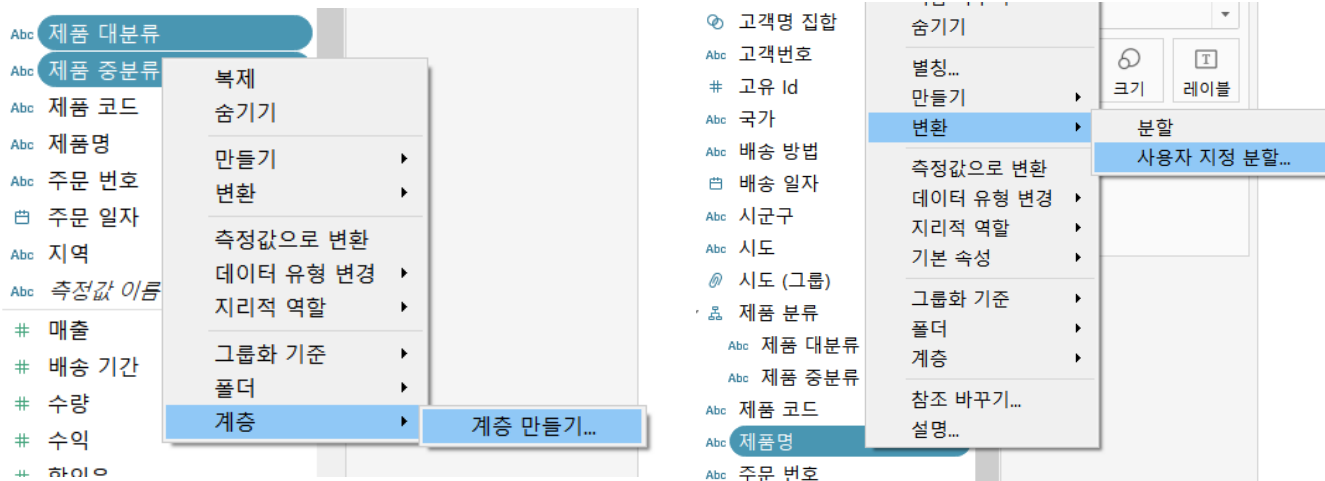 Abc 제품 대분류
Abc 제품 중분류
Abc 제품 코드
Abc 제품명
Abc 주문 번호
주문 일자
Abc 지역
Abc 측정값 이름
# 매출
# 배송 기간
# 수량
# 수익
#
복제
숨기기
만들기
변환
측정값으로 변환
데이터 유형 변경
지리적 역할
그룹화 기준
폴더
계층
계층 만들기...
고객명 집합
Abc 고객번호
# 고유 Id
Abc 국가
Abc 배송 방법
배송 일자
Abc 시군구
Abc 시도
시도 (그룹)
제품 분류
Abc 제품 대분류
Abc 제품 중분류
Abc 제품 코드
Abc 제품명
Abc 주문 번호
숨기기
별칭...
만들기
변환
측정값으로 변환
데이터 유형 변경
지리적 역할
기본 속성
그룹화 기준
폴더
계층
참조 바꾸기...
설명...
분할
사용자 지정 분할...
크기
T
레이블